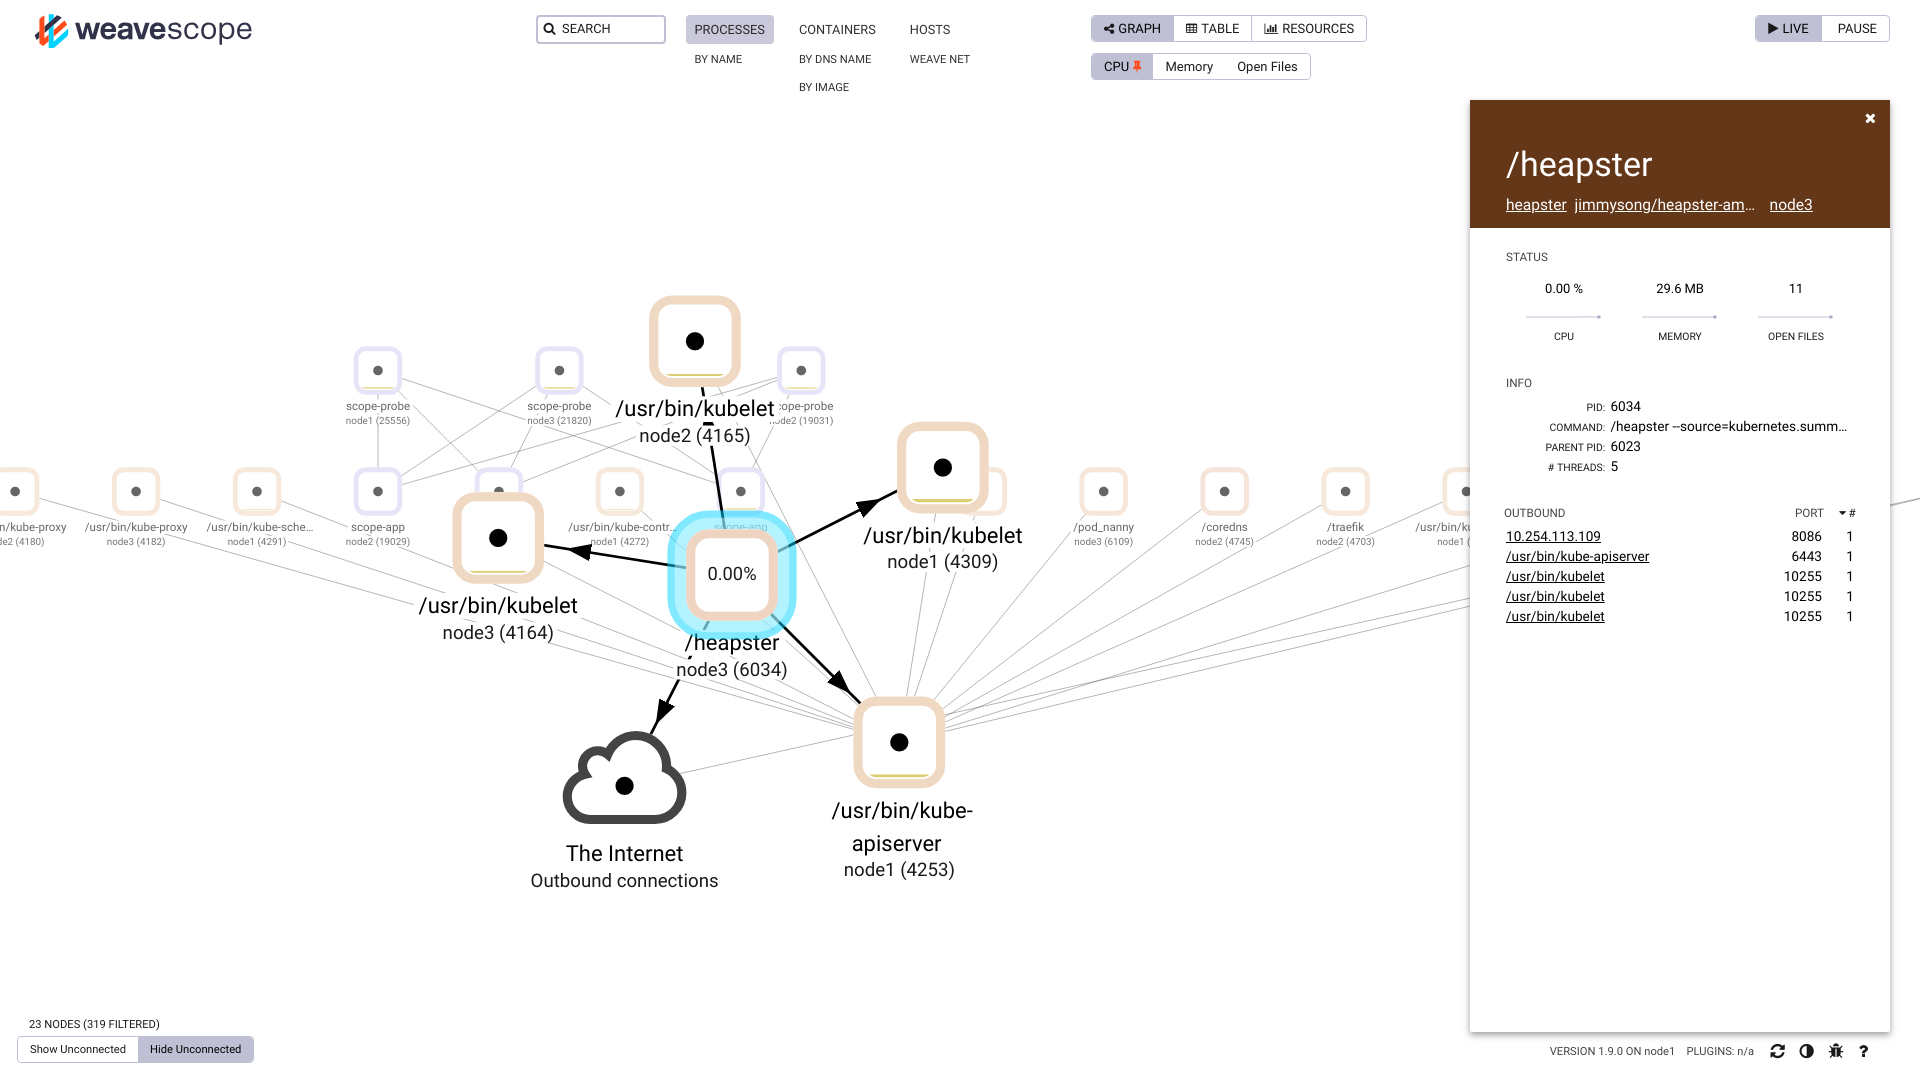 weavescope
SEARCH
PROCESSES
CONTAINERS
HOSTS
BY NAME
BY DNS NAME
WEAVE NET
BY IMAGE
GRAPH
TABLE
RESOURCES
CPU
Memory
Open Files
LIVE
PAUSE
scope-probe
node1 (25556)
scope-probe
node3 (21820)
/usr/bin/kubelet
node2 (4165)
cope-probe
node2 (19031)
n/kube-proxy
de2 (4180)
/usr/bin/kube-proxy
node3 (4182)
/usr/bin/kube-sche...
node1 (4291)
scope-app
node2 (19029)
/usr/bin/kubelet
node3 (4164)
/usr/bin/kube-contr...
node1 (4272)
scope-app
0.00%
/heapster
node3 (6034)
/usr/bin/kubelet
node1 (4309)
/pod_nanny
node3 (6109)
/coredns
node2 (4745)
/traefik
node2 (4703)
/usr/bin/ku
node1 (
The Internet
Outbound connections
/usr/bin/kube-
apiserver
node1 (4253)
/heapster
heapster jimmysong/heapster-am... node3
STATUS
0.00 % 29.6 MB 11
CPU MEMORY OPEN FILES
INFO
PID: 6034
COMMAND: /heapster --source=kubernetes.summ...
PARENT PID: 6023
# THREADS: 5
OUTBOUND PORT #
10.254.113.109 8086 1
/usr/bin/kube-apiserver 6443 1
/usr/bin/kubelet 10255 1
/usr/bin/kubelet 10255 1
/usr/bin/kubelet 10255 1
23 NODES (319 FILTERED)
Show Unconnected Hide Unconnected
VERSION 1.9.0 ON node1 PLUGINS: n/a ?